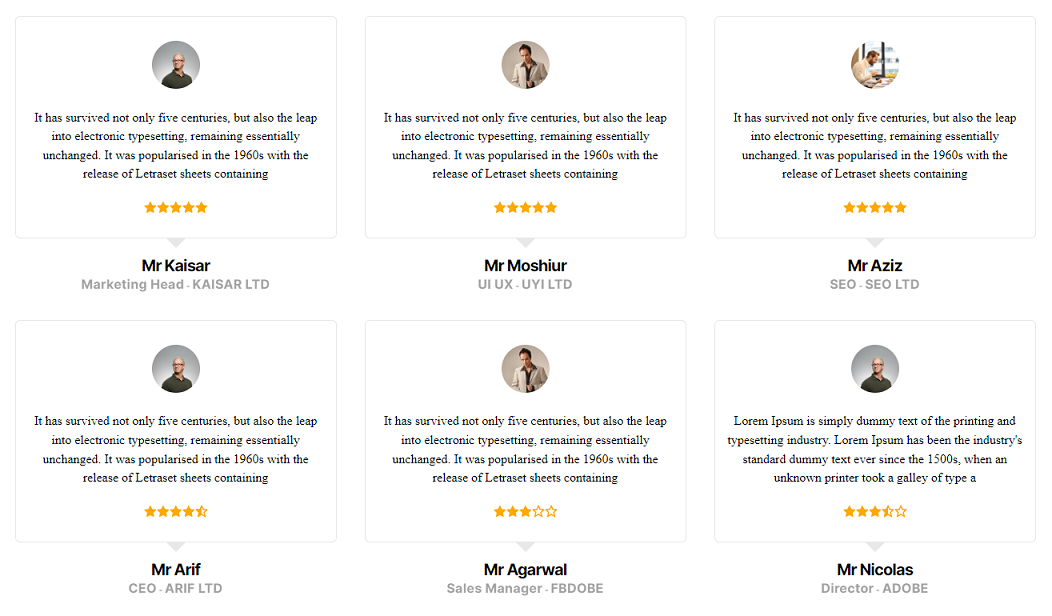 It has survived not only five centuries, but also the leap
into electronic typesetting, remaining essentially
unchanged. It was popularised in the 1960s with the
release of Letraset sheets containing
Mr Kaisar
Marketing Head - KAISAR LTD
It has survived not only five centuries, but also the leap
into electronic typesetting, remaining essentially
unchanged. It was popularised in the 1960s with the
release of Letraset sheets containing
Mr Moshiur
UI UX - UYI LTD
It has survived not only five centuries, but also the leap
into electronic typesetting, remaining essentially
unchanged. It was popularised in the 1960s with the
release of Letraset sheets containing
Mr Aziz
SEO - SEO LTD
It has survived not only five centuries, but also the leap
into electronic typesetting, remaining essentially
unchanged. It was popularised in the 1960s with the
release of Letraset sheets containing
Mr Arif
CEO - ARIF LTD
It has survived not only five centuries, but also the leap
into electronic typesetting, remaining essentially
unchanged. It was popularised in the 1960s with the
release of Letraset sheets containing
Mr Agarwal
Sales Manager - FBDOBE
Lorem Ipsum is simply dummy text of the printing and
typesetting industry. Lorem Ipsum has been the industry's
standard dummy text ever since the 1500s, when an
unknown printer took a galley of type a
Mr Nicolas
Director - ADOBE